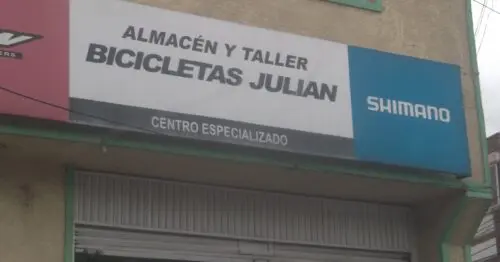 ALMACÉN Y TALLER
BICICLETAS JULIAN
SHIMANO
CENTRO ESPECIALIZADO